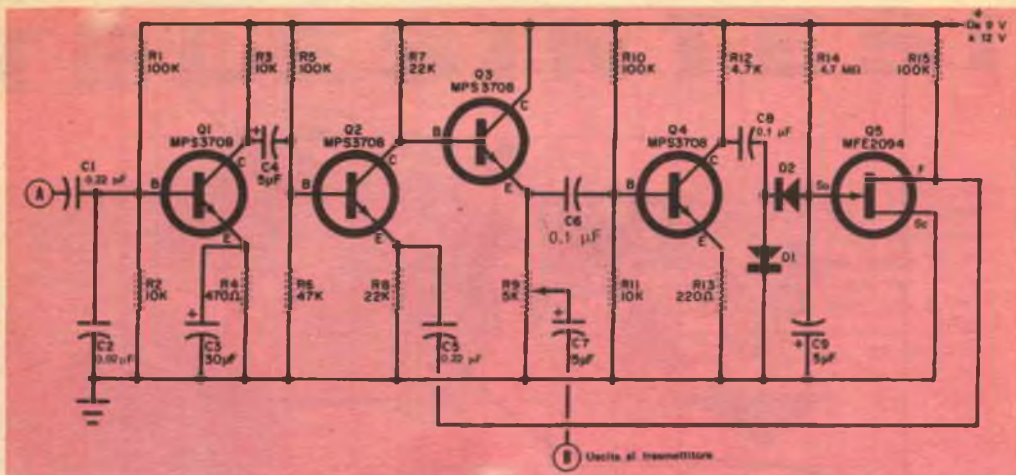 +
Da 9 V
a 12 V
R1
100K
R3
10K
R5
100K
R7
22K
Q3
MPS3708
R10
100K
R12
4.7K
R14
4,7 MΩ
R15
100K
Q1
MPS3708
Q2
MPS3708
Q4
MPS3708
C8
0.1 µF
Q5
MFE2094
C1
0.22 µF
A
B
C
E
C4
5µF
B
C
E
B
C
E
C6
0.1 µF
B
C
E
D2
D1
So
F
Sc
R2
10K
R4
470Ω
R6
47K
R8
22K
R9
5K
R11
10K
R13
220Ω
C2
0.02µF
C3
30µF
C5
0.22
C7
5µF
C9
5µF
B Uscita al trasmettitore